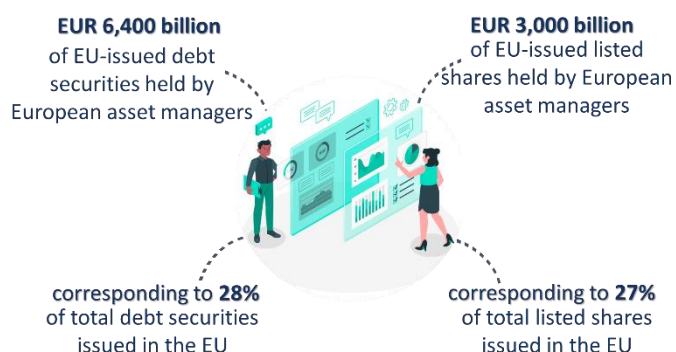 EUR 6,400 billion
of EU-issued debt
securities held by
European asset managers
EUR 3,000 billion
of EU-issued listed
shares held by European
asset managers
corresponding to 28%
of total debt securities
issued in the EU
corresponding to 27%
of total listed shares
issued in the EU